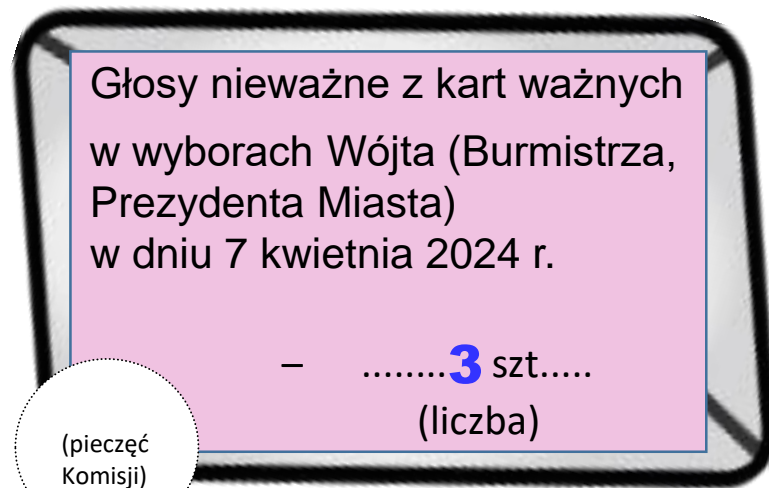 Głosy nieważne z kart ważnych
w wyborach Wójta (Burmistrza,
Prezydenta Miasta)
w dniu 7 kwietnia 2024 r.
– ........3 szt.....
(liczba)
(pieczęć
Komisji)